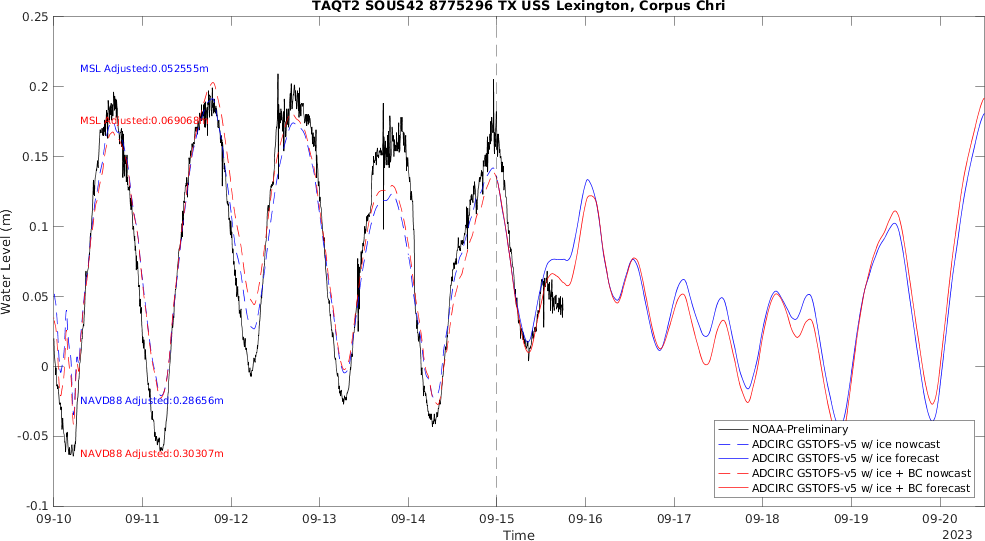 TAQT2 SOUS42 8775296 TX USS Lexington, Corpus Chri
0.25
0.2
0.15
0.1
0.05
0
-0.05
-0.1
Water Level (m)
MSL Adjusted:0.052555m
MSL Adjusted:0.069068m
NAVD88 Adjusted:0.28656m
NAVD88 Adjusted:0.30307m
NOAA-Preliminary
ADCIRC GSTOFS-v5 w/ ice nowcast
ADCIRC GSTOFS-v5 w/ ice forecast
ADCIRC GSTOFS-v5 w/ ice + BC nowcast
ADCIRC GSTOFS-v5 w/ ice + BC forecast
09-10 09-11 09-12 09-13 09-14 09-15 09-16 09-17 09-18 09-19 09-20
Time
2023